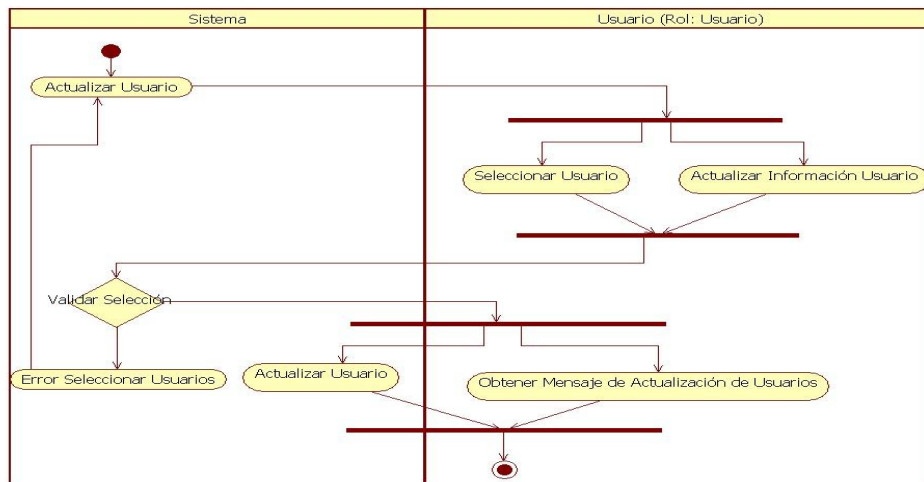 Sistema
Usuario (Rol: Usuario)
Actualizar Usuario
Seleccionar Usuario
Actualizar Información Usuario
Validar Selección
Error Seleccionar Usuarios
Actualizar Usuario
Obtener Mensaje de Actualización de Usuarios